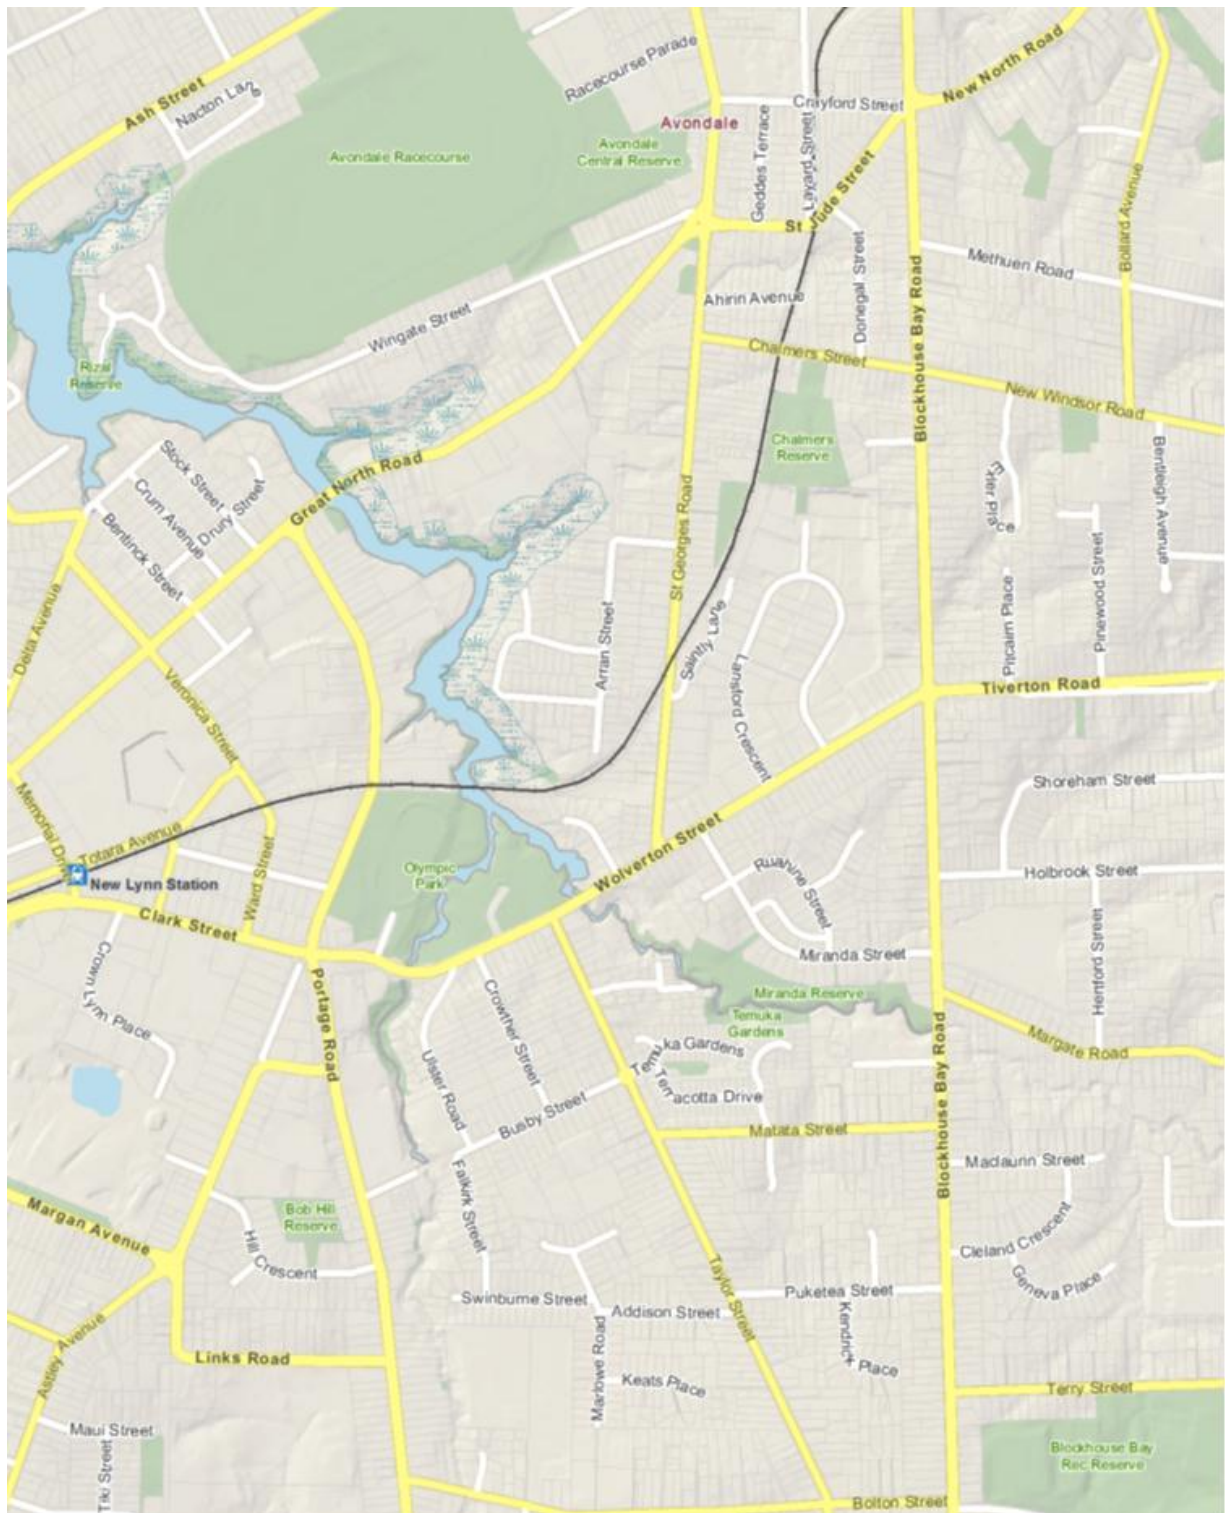 New North Road
Racecourse Parade
Ash Street
Nacton Lane
Crayford Street
Avondale
Avondale
Central Reserve
Avondale Racecourse
Geddes Terrace
Layard Street
St Jude Street
Bollard Avenue
Methuen Road
Donegal Street
Blockhouse Bay Road
Ahirin Avenue
Wingate Street
Chalmers Street
Rizal
Reserve
New Windsor Road
Chalmers
Reserve
Stock Street
Great North Road
Crum Avenue
Drury Street
Bentinck Street
Exler Place
Bentleigh Avenue
St Georges Road
Pinewood Street
Pitcairn Place
Delta Avenue
Arran Street
Saintly Lane
Lansford Crescent
Veronica Street
Tiverton Road
Shoreham Street
Memorial Drive
Totara Avenue
Wolverton Street
Olympic
Park
New Lynn Station
Ward Street
Ruahine Street
Holbrook Street
Clark Street
Hertford Street
Miranda Street
Crown Lynn Place
Portage Road
Crowther Street
Miranda Reserve
Temuka
Gardens
Blockhouse Bay Road
Margate Road
Temuka Gardens
Ulster Road
Terracotta Drive
Busby Street
Matata Street
Maclaurin Street
Falkirk Street
Margan Avenue
Bob Hill
Reserve
Hill Crescent
Cleland Crescent
Geneva Place
Taylor Street
Puketea Street
Swinburne Street
Addison Street
Kendrick Place
Astley Avenue
Links Road
Marlowe Road
Keats Place
Terry Street
Maui Street
Tiki Street
Blockhouse Bay
Rec Reserve
Bolton Street